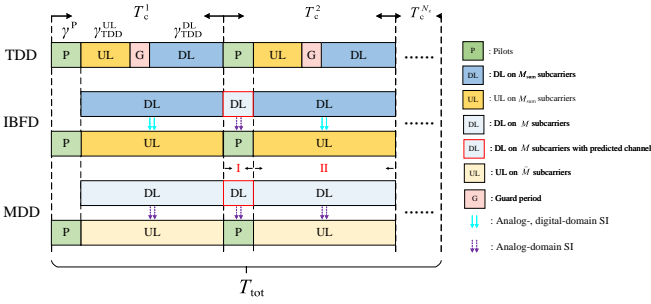 γ^P T_c^1 γ_TDD^UL γ_TDD^DL T_c^2 T_c^{N_c}
TDD P UL G DL P UL G DL ......
DL DL DL
IBFD ......
P UL P UL
I II
DL DL DL
MDD ......
P UL P UL
T_tot
P : Pilots
DL : DL on M_sum subcarriers
UL : UL on M_sum subcarriers
DL : DL on M subcarriers
DL : DL on M subcarriers with predicted channel
UL : UL on M̄ subcarriers
G : Guard period
: Analog-, digital-domain SI
: Analog-domain SI